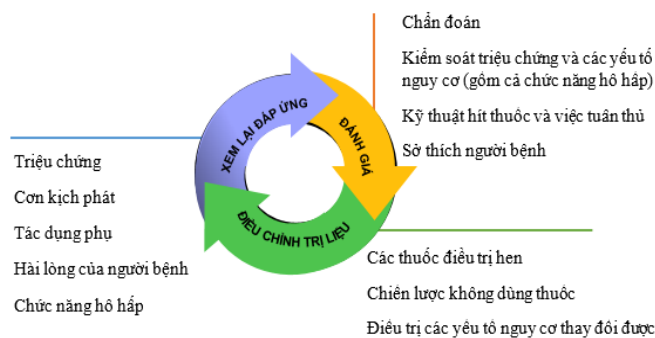 Chẩn đoán
Kiểm soát triệu chứng và các yếu tố
nguy cơ (gồm cả chức năng hô hấp)
Kỹ thuật hít thuốc và việc tuân thủ
Sở thích người bệnh
XEM LẠI ĐÁP ỨNG
ĐÁNH GIÁ
ĐIỀU CHỈNH TRỊ LIỆU
Triệu chứng
Cơn kịch phát
Tác dụng phụ
Hài lòng của người bệnh
Chức năng hô hấp
Các thuốc điều trị hen
Chiến lược không dùng thuốc
Điều trị các yếu tố nguy cơ thay đổi được